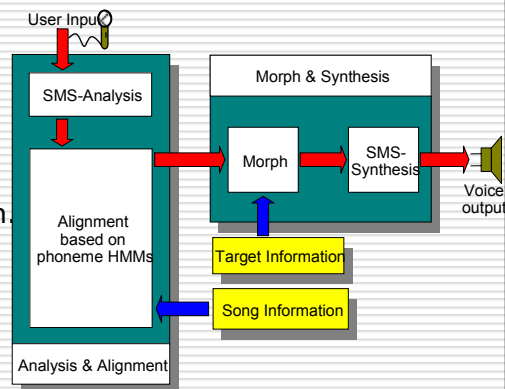 User Input
SMS-Analysis
Alignment
based on
phoneme HMMs
Analysis & Alignment
Morph & Synthesis
Morph
SMS-
Synthesis
Voice
output
Target Information
Song Information